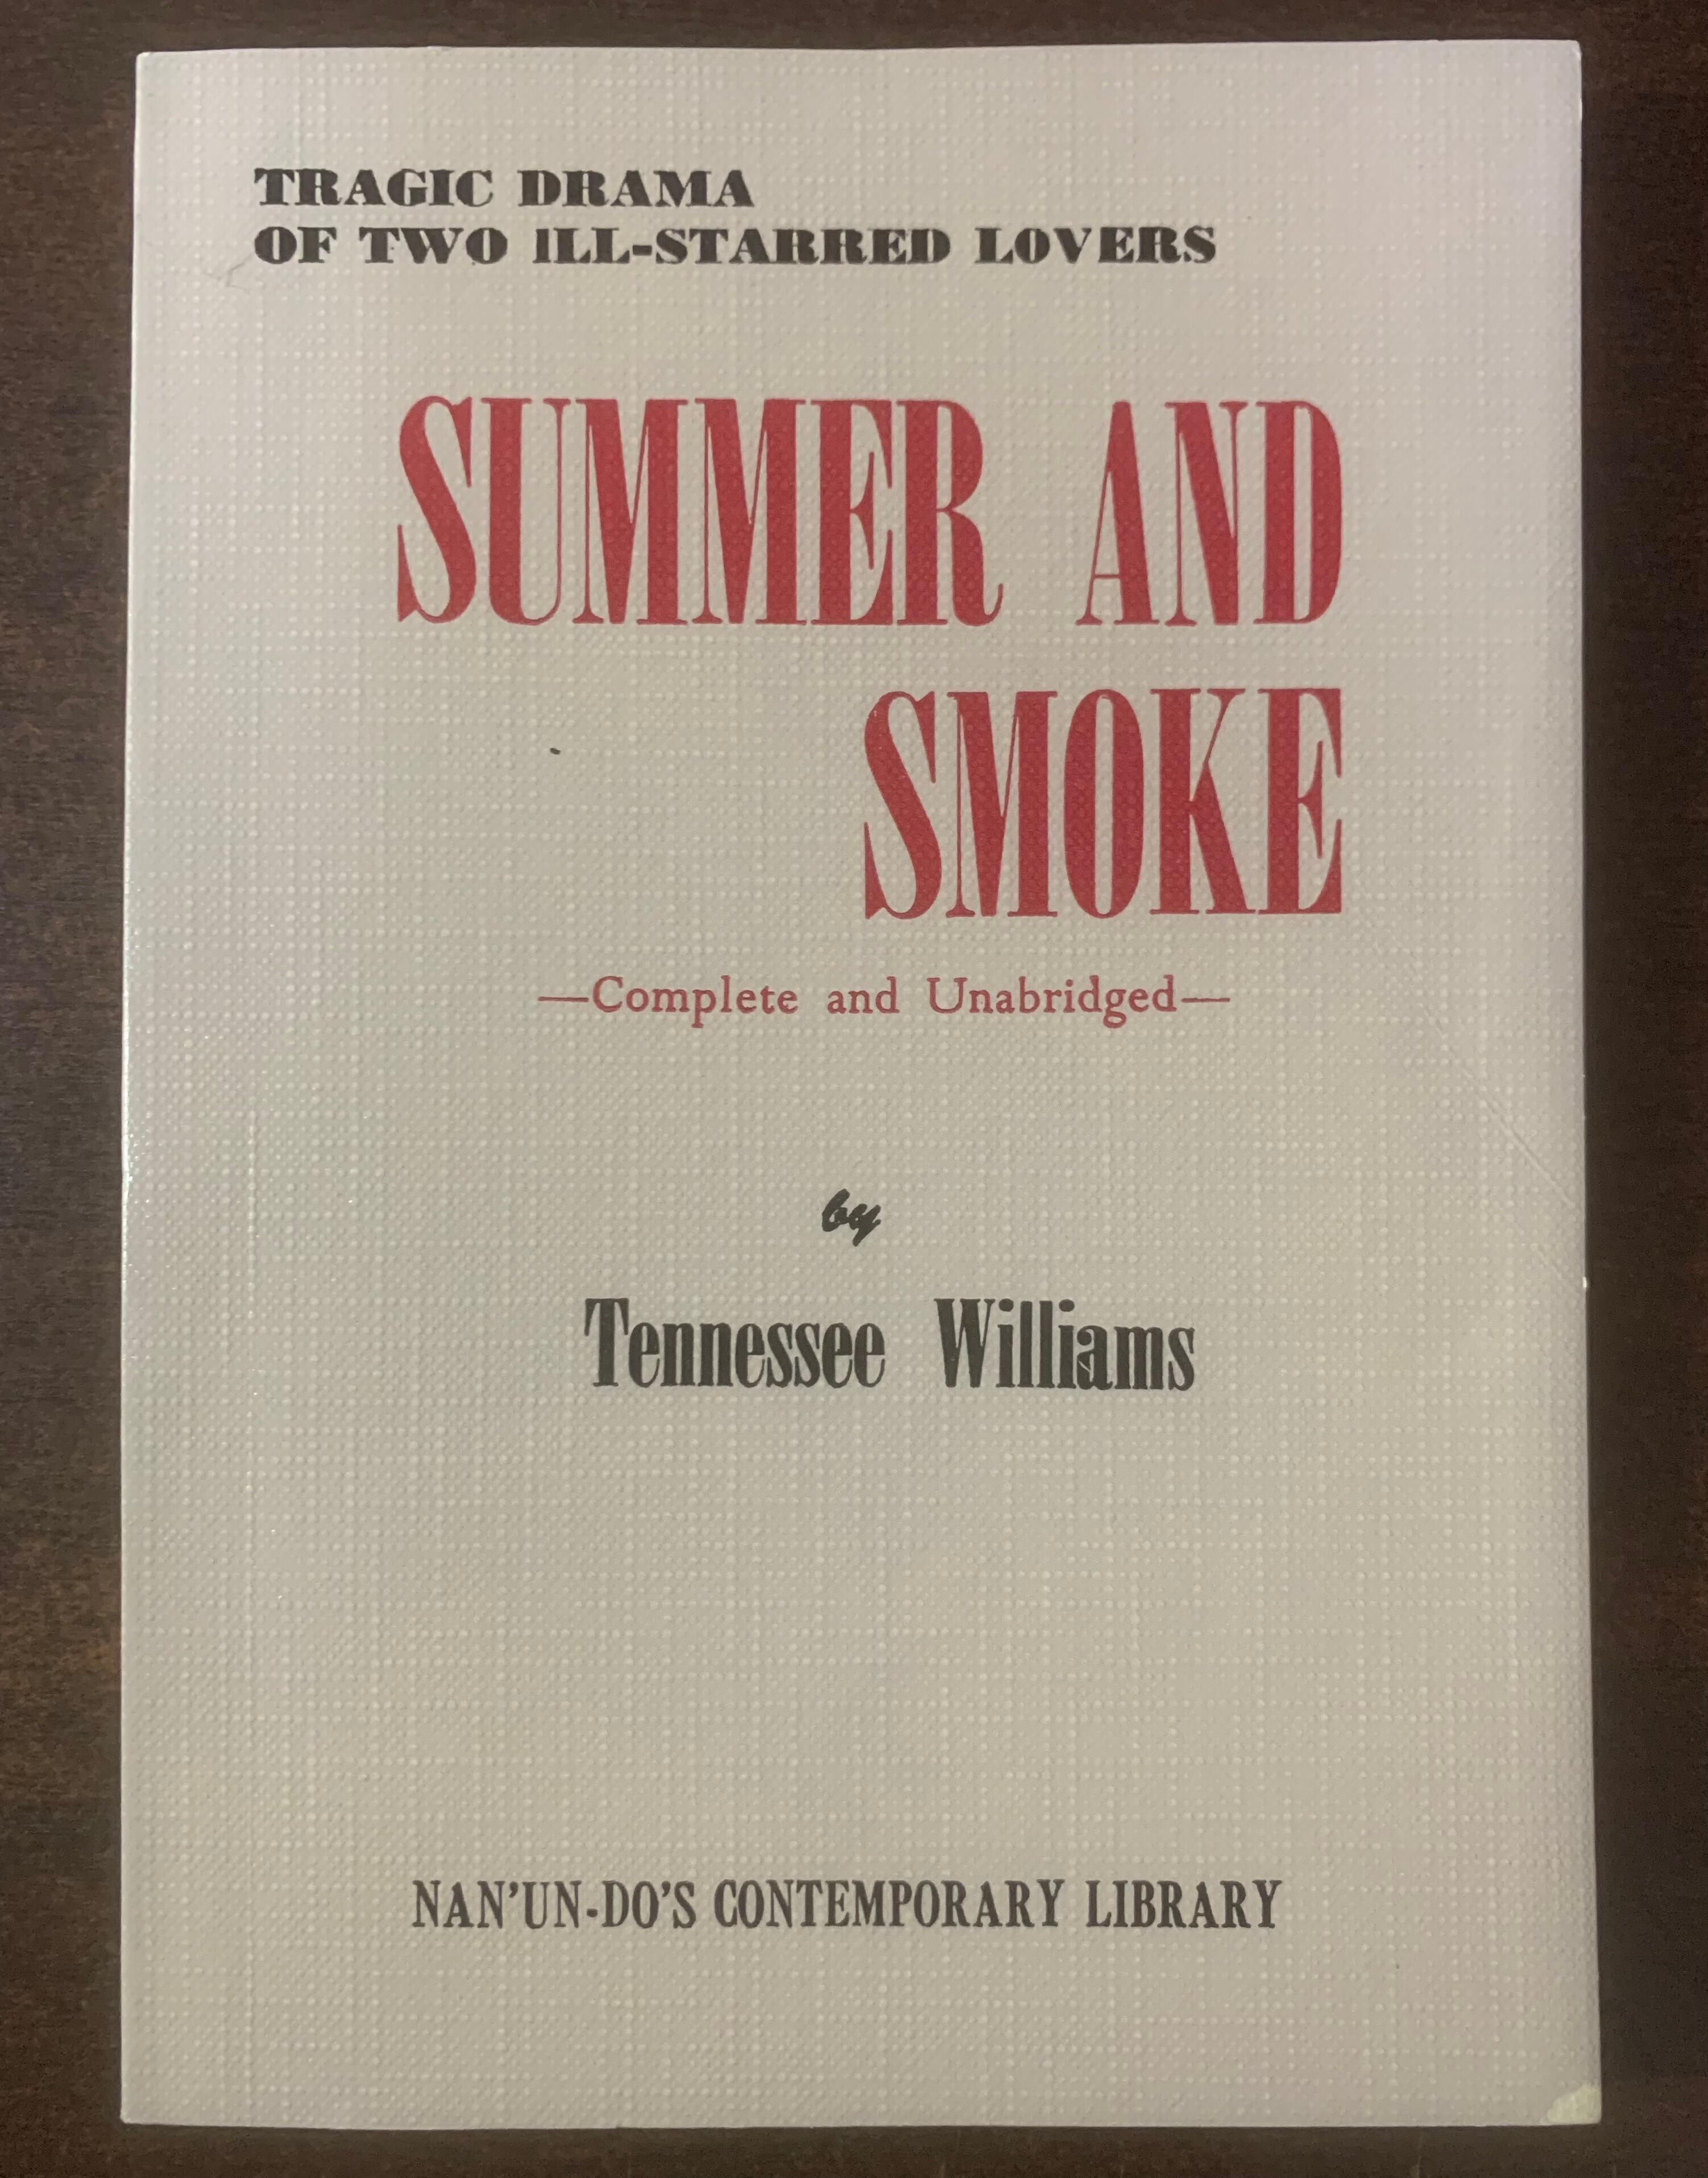 TRAGIC DRAMA
OF TWO ILL-STARRED LOVERS
SUMMER AND
SMOKE
—Complete and Unabridged—
by
Tennessee Williams
NAN'UN-DO'S CONTEMPORARY LIBRARY